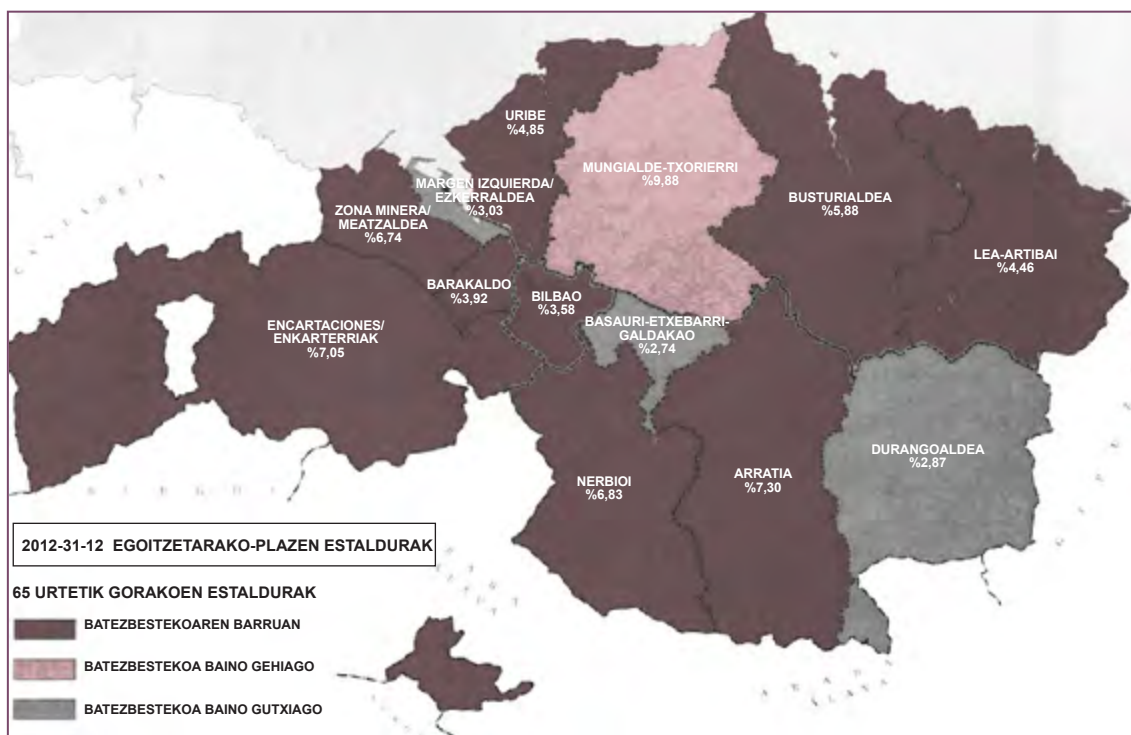 URIBE
%4,85
MUNGIALDE-TXORIERRI
%9,88
MARGEN IZQUIERDA/
EZKERRALDEA
%3,03
BUSTURIALDEA
%5,88
ZONA MINERA/
MEATZALDEA
%6,74
LEA-ARTIBAI
%4,46
BARAKALDO
%3,92
BILBAO
%3,58
BASAURI-ETXEBARRI-
GALDAKAO
%2,74
ENCARTACIONES/
ENKARTERRIAK
%7,05
DURANGOALDEA
%2,87
NERBIOI
%6,83
ARRATIA
%7,30
2012-31-12 EGOITZETARAKO-PLAZEN ESTALDURAK
65 URTETIK GORAKOEN ESTALDURAK
BATEZBESTEKOAREN BARRUAN
BATEZBESTEKOA BAINO GEHIAGO
BATEZBESTEKOA BAINO GUTXIAGO